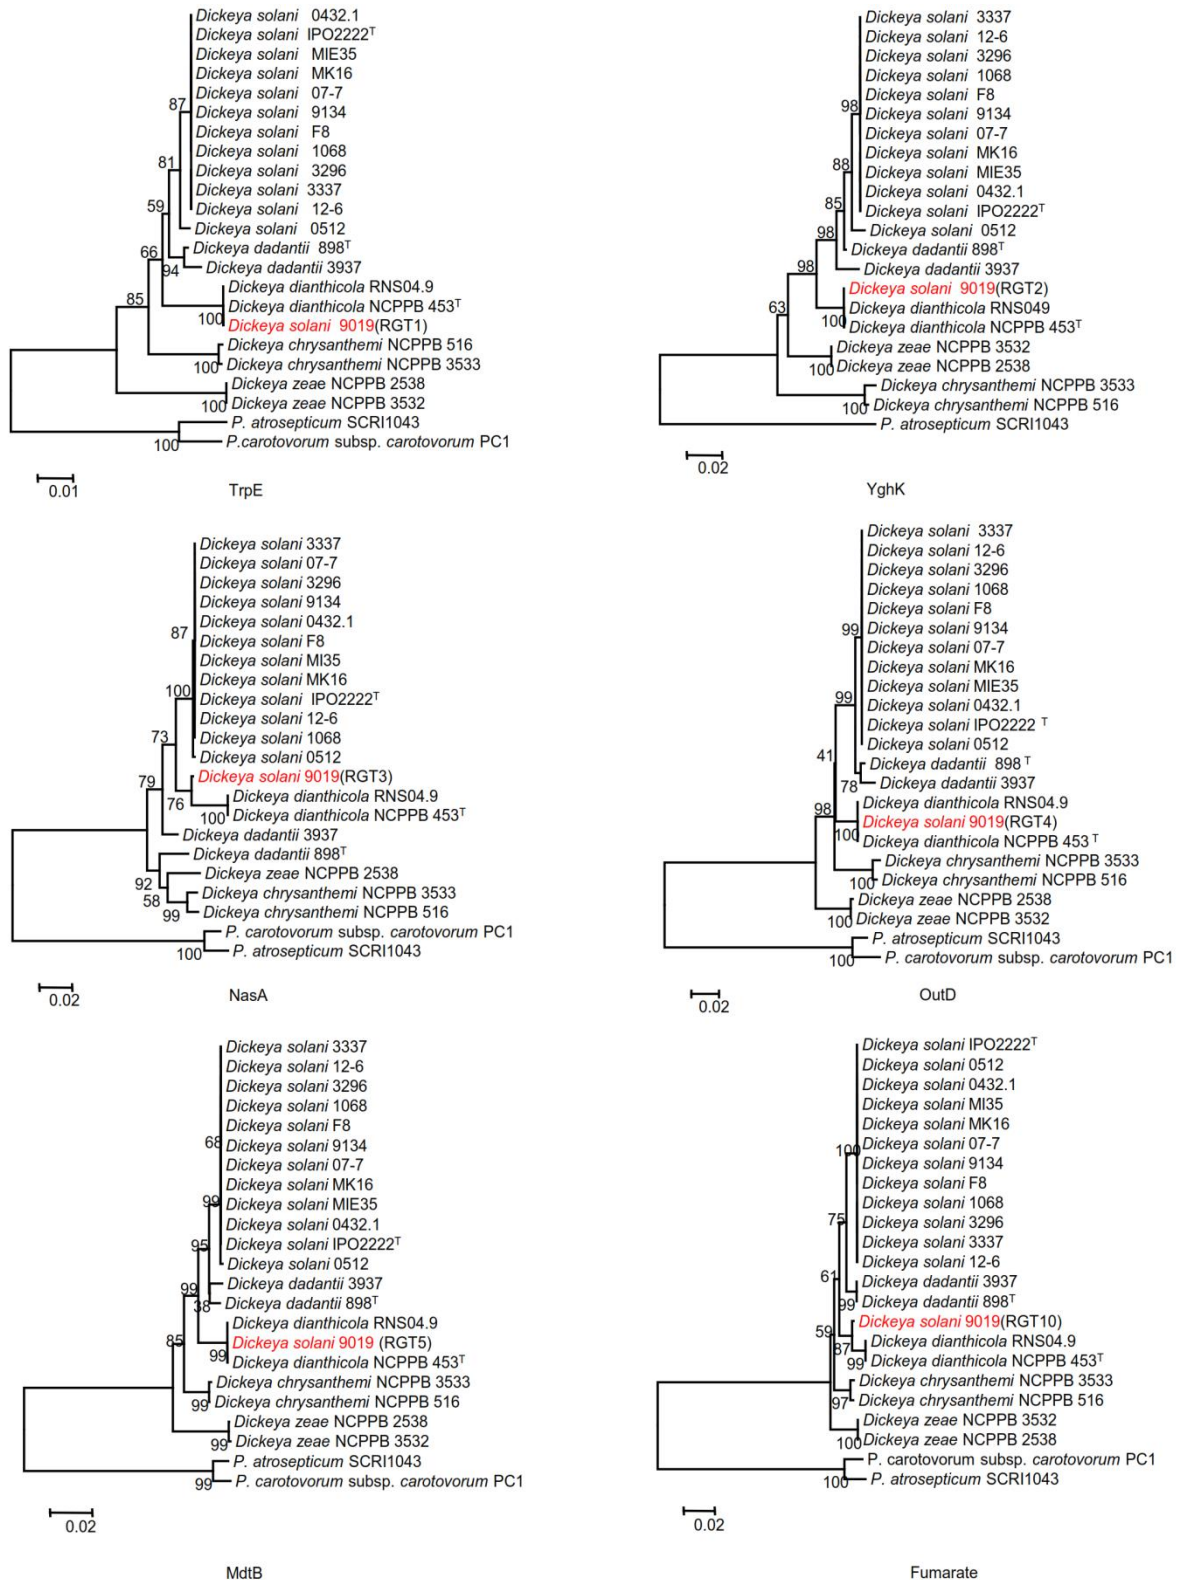 Dickeya solani 0432.1
Dickeya solani IPO2222T
Dickeya solani MIE35
Dickeya solani MK16
Dickeya solani 07-7
87
Dickeya solani 9134
Dickeya solani F8
Dickeya solani 1068
81
Dickeya solani 3296
Dickeya solani 3337
59
Dickeya solani 12-6
Dickeya solani 0512
66
Dickeya dadantii 898T
94
Dickeya dadantii 3937
Dickeya dianthicola RNS04.9
85
Dickeya dianthicola NCPPB 453T
100
Dickeya solani 9019(RGT1)
Dickeya chrysanthemi NCPPB 516
100
Dickeya chrysanthemi NCPPB 3533
Dickeya zeae NCPPB 2538
100
Dickeya zeae NCPPB 3532
P. atrosepticum SCRI1043
100
P.carotovorum subsp. carotovorum PC1
0.01
TrpE
Dickeya solani 3337
Dickeya solani 12-6
Dickeya solani 3296
Dickeya solani 1068
Dickeya solani F8
98
Dickeya solani 9134
Dickeya solani 07-7
Dickeya solani MK16
88
Dickeya solani MIE35
Dickeya solani 0432.1
85
Dickeya solani IPO2222T
Dickeya solani 0512
98
Dickeya dadantii 898T
98
Dickeya dadantii 3937
Dickeya solani 9019(RGT2)
63
Dickeya dianthicola RNS049
100
Dickeya dianthicola NCPPB 453T
Dickeya zeae NCPPB 3532
100
Dickeya zeae NCPPB 2538
Dickeya chrysanthemi NCPPB 3533
100
Dickeya chrysanthemi NCPPB 516
P. atrosepticum SCRI1043
0.02
YghK
Dickeya solani 3337
Dickeya solani 07-7
Dickeya solani 3296
Dickeya solani 9134
Dickeya solani 0432.1
87
Dickeya solani F8
Dickeya solani MI35
Dickeya solani MK16
100
Dickeya solani IPO2222T
Dickeya solani 12-6
73
Dickeya solani 1068
Dickeya solani 0512
79
Dickeya solani 9019(RGT3)
76
Dickeya dianthicola RNS04.9
100
Dickeya dianthicola NCPPB 453T
Dickeya dadantii 3937
Dickeya dadantii 898T
92
Dickeya zeae NCPPB 2538
58
Dickeya chrysanthemi NCPPB 3533
99
Dickeya chrysanthemi NCPPB 516
P. carotovorum subsp. carotovorum PC1
100
P. atrosepticum SCRI1043
0.02
NasA
Dickeya solani 3337
Dickeya solani 12-6
Dickeya solani 3296
Dickeya solani 1068
Dickeya solani F8
99
Dickeya solani 9134
Dickeya solani 07-7
Dickeya solani MK16
99
Dickeya solani MIE35
Dickeya solani 0432.1
Dickeya solani IPO2222 T
41
Dickeya solani 0512
Dickeya dadantii 898 T
78
Dickeya dadantii 3937
98
Dickeya dianthicola RNS04.9
Dickeya solani 9019(RGT4)
100
Dickeya dianthicola NCPPB 453 T
Dickeya chrysanthemi NCPPB 3533
100
Dickeya chrysanthemi NCPPB 516
Dickeya zeae NCPPB 2538
100
Dickeya zeae NCPPB 3532
P. atrosepticum SCRI1043
100
P. carotovorum subsp. carotovorum PC1
0.02
OutD
Dickeya solani 3337
Dickeya solani 12-6
Dickeya solani 3296
Dickeya solani 1068
Dickeya solani F8
68
Dickeya solani 9134
Dickeya solani 07-7
Dickeya solani MK16
99
Dickeya solani MIE35
Dickeya solani 0432.1
95
Dickeya solani IPO2222T
Dickeya solani 0512
99
Dickeya dadantii 3937
38
Dickeya dadantii 898T
Dickeya dianthicola RNS04.9
85
Dickeya solani 9019 (RGT5)
99
Dickeya dianthicola NCPPB 453T
Dickeya chrysanthemi NCPPB 3533
99
Dickeya chrysanthemi NCPPB 516
Dickeya zeae NCPPB 2538
99
Dickeya zeae NCPPB 3532
P. atrosepticum SCRI1043
99
P. carotovorum subsp. carotovorum PC1
0.02
MdtB
Dickeya solani IPO2222T
Dickeya solani 0512
Dickeya solani 0432.1
Dickeya solani MI35
Dickeya solani MK16
100
Dickeya solani 07-7
Dickeya solani 9134
Dickeya solani F8
Dickeya solani 1068
75
Dickeya solani 3296
Dickeya solani 3337
Dickeya solani 12-6
61
Dickeya dadantii 3937
99
Dickeya dadantii 898T
Dickeya solani 9019(RGT10)
59
Dickeya dianthicola RNS04.9
87
99
Dickeya dianthicola NCPPB 453T
Dickeya chrysanthemi NCPPB 3533
97
Dickeya chrysanthemi NCPPB 516
Dickeya zeae NCPPB 3532
100
Dickeya zeae NCPPB 2538
P. carotovorum subsp. carotovorum PC1
100
P. atrosepticum SCRI1043
0.02
Fumarate